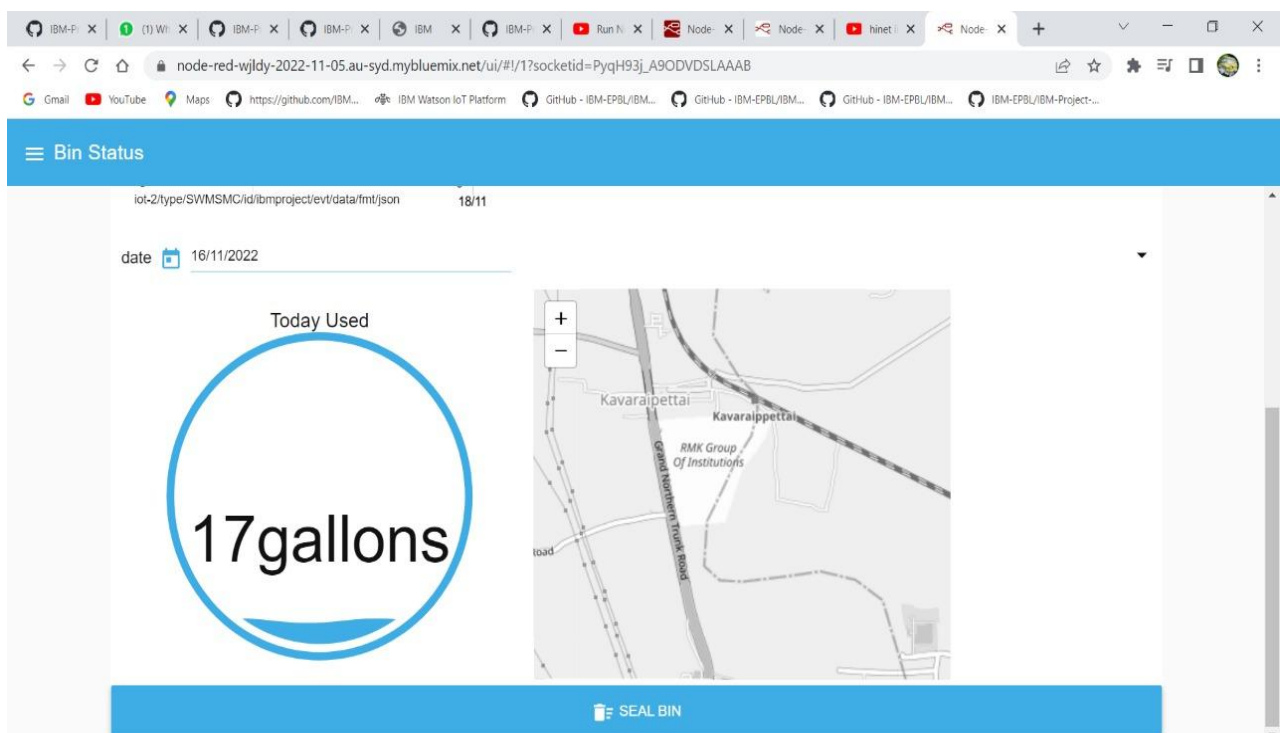 IBM-P
(1) Wh
IBM-P
IBM-P
IBM
IBM-P
Run N
Node-
Node-
hinet
Node-
node-red-wjldy-2022-11-05.au-syd.mybluemix.net/ui/#!/1?socketid=PyqH93j_A9ODVDSLAAAB
Gmail
YouTube
Maps
https://github.com/IBM...
IBM Watson IoT Platform
GitHub - IBM-EPBL/IBM...
GitHub - IBM-EPBL/IBM...
GitHub - IBM-EPBL/IBM...
IBM-EPBL/IBM-Project-...
Bin Status
iot-2/type/SWMSMC/id/ibmproject/evt/data/fmt/json
18/11
date
16/11/2022
Today Used
17gallons
+
−
Kavaraipettai
Kavaraippettai
RMK Group
Of Institutions
Grand Northern Trunk Road
Road
SEAL BIN